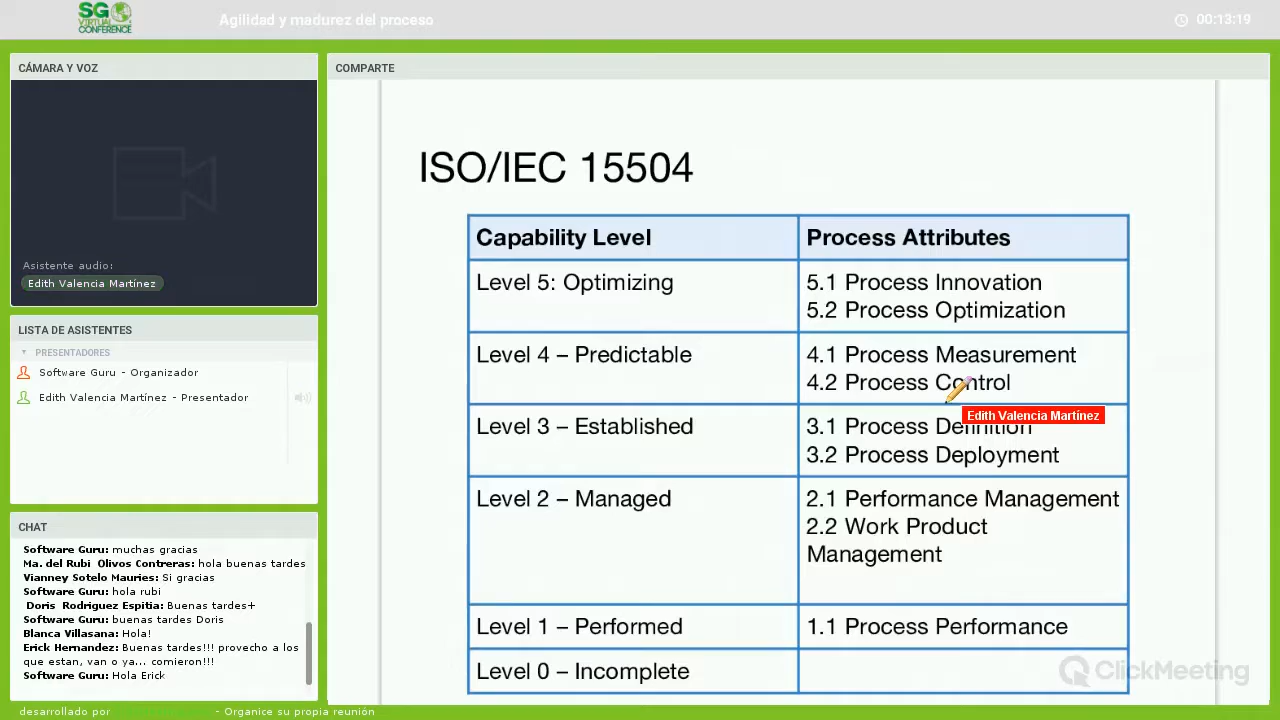 SG
VIRTUAL
CONFERENCE
Agilidad y madurez del proceso
00:13:19
CÁMARA Y VOZ
Asistente audio:
Edith Valencia Martínez
LISTA DE ASISTENTES
PRESENTADORES
Software Guru - Organizador
Edith Valencia Martínez - Presentador
CHAT
Software Guru: muchas gracias
Ma. del Rubi Olivos Contreras: hola buenas tardes
Vianney Sotelo Mauries: Si gracias
Software Guru: hola rubi
Doris Rodriguez Espitia: Buenas tardes+
Software Guru: buenas tardes Doris
Blanca Villasana: Hola!
Erick Hernandez: Buenas tardes!!! provecho a los
que estan, van o ya... comieron!!!
Software Guru: Hola Erick
COMPARTE
ISO/IEC 15504
Capability Level
Process Attributes
Level 5: Optimizing
5.1 Process Innovation
5.2 Process Optimization
Level 4 – Predictable
4.1 Process Measurement
4.2 Process Control
Edith Valencia Martínez
Level 3 – Established
3.1 Process Definition
3.2 Process Deployment
Level 2 – Managed
2.1 Performance Management
2.2 Work Product
Management
Level 1 – Performed
1.1 Process Performance
Level 0 – Incomplete
ClickMeeting
desarrollado por - Organice su propia reunión